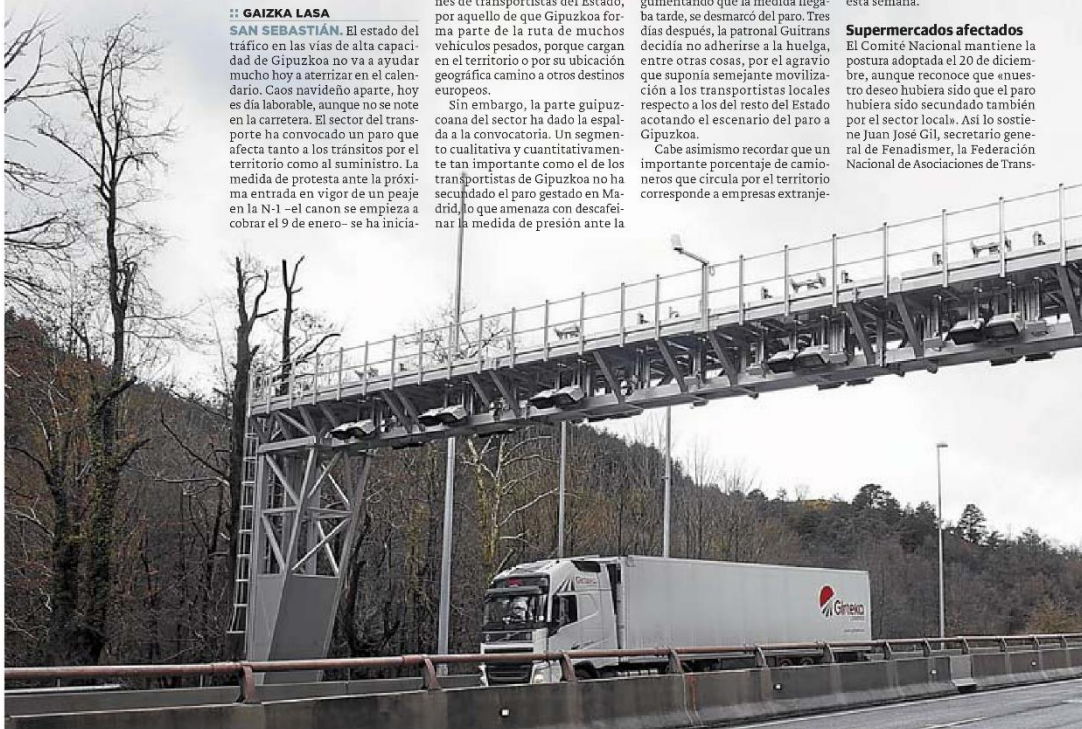 :: GAIZKA LASA
SAN SEBASTIÁN. El estado del
tráfico en las vías de alta capaci-
dad de Gipuzkoa no va a ayudar
mucho hoy a aterrizar en el calen-
dario. Caos navideño aparte, hoy
es día laborable, aunque no se note
en la carretera. El sector del trans-
porte ha convocado un paro que
afecta tanto a los tránsitos por el
territorio como al suministro. La
medida de protesta ante la próxi-
ma entrada en vigor de un peaje
en la N-1 –el canon se empieza a
cobrar el 9 de enero– se ha inicia-
nes de transportistas del Estado,
por aquello de que Gipuzkoa for-
ma parte de la ruta de muchos
vehículos pesados, porque cargan
en el territorio o por su ubicación
geográfica camino a otros destinos
europeos.
Sin embargo, la parte guipuz-
coana del sector ha dado la espal-
da a la convocatoria. Un segmen-
to cualitativa y cuantitativamen-
te tan importante como el de los
transportistas de Gipuzkoa no ha
secundado el paro gestado en Ma-
drid, lo que amenaza con descafei-
nar la medida de presión ante la
gumentando que la medida llega-
ba tarde, se desmarcó del paro. Tres
días después, la patronal Guitrans
decidía no adherirse a la huelga,
entre otras cosas, por el agravio
que suponía semejante moviliza-
ción a los transportistas locales
respecto a los del resto del Estado
acotando el escenario del paro a
Gipuzkoa.
Cabe asimismo recordar que un
importante porcentaje de camio-
neros que circula por el territorio
corresponde a empresas extranje-
esta semana.
Supermercados afectados
El Comité Nacional mantiene la
postura adoptada el 20 de diciem-
bre, aunque reconoce que «nues-
tro deseo hubiera sido que el paro
hubiera sido secundado también
por el sector local». Así lo sostie-
ne Juan José Gil, secretario gene-
ral de Fenadismer, la Federación
Nacional de Asociaciones de Trans-
Gimeka